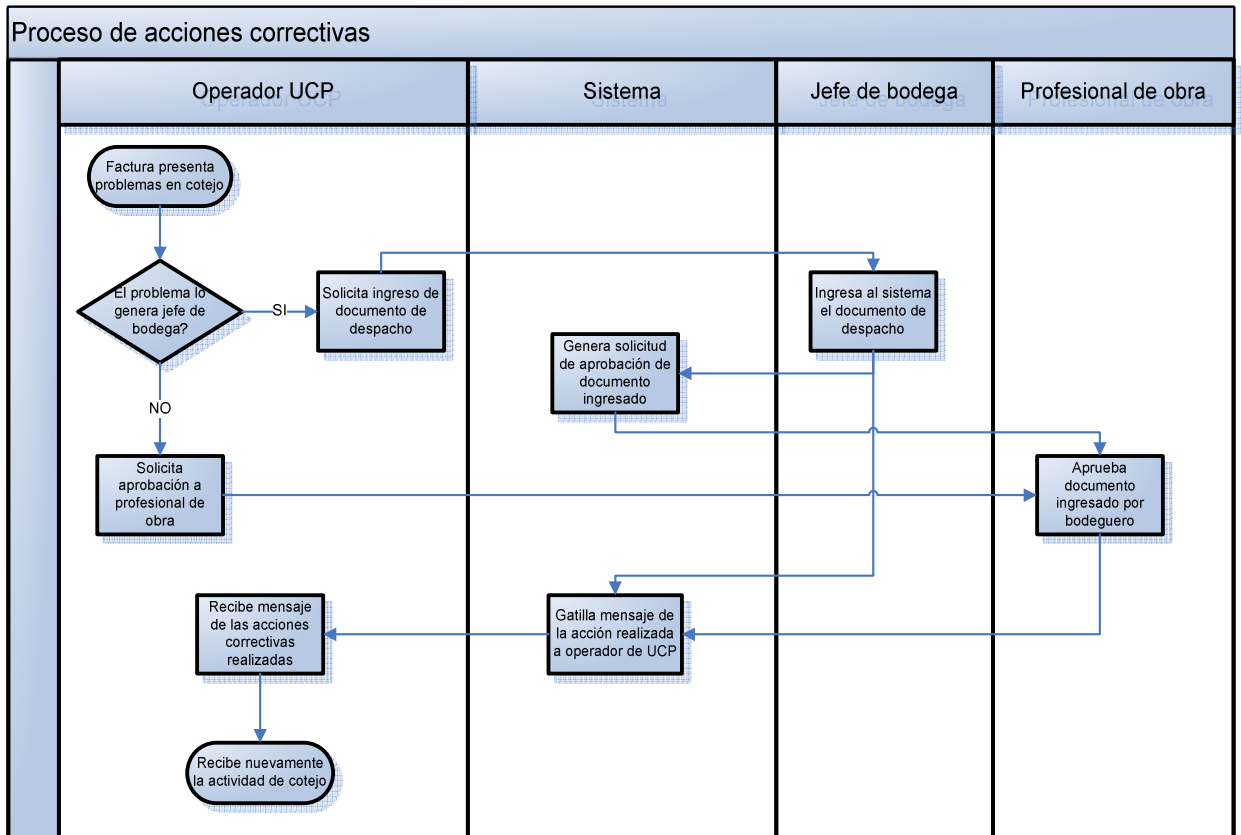 Proceso de acciones correctivas
Operador UCP
Sistema
Jefe de bodega
Profesional de obra
Factura presenta
problemas en cotejo
El problema lo
genera jefe de
bodega?
SI
Solicita ingreso de
documento de
despacho
Ingresa al sistema
el documento de
despacho
Genera solicitud
de aprobación de
documento
ingresado
NO
Solicita
aprobación a
profesional de
obra
Aprueba
documento
ingresado por
bodeguero
Recibe mensaje
de las acciones
correctivas
realizadas
Gatilla mensaje de
la acción realizada
a operador de UCP
Recibe nuevamente
la actividad de cotejo